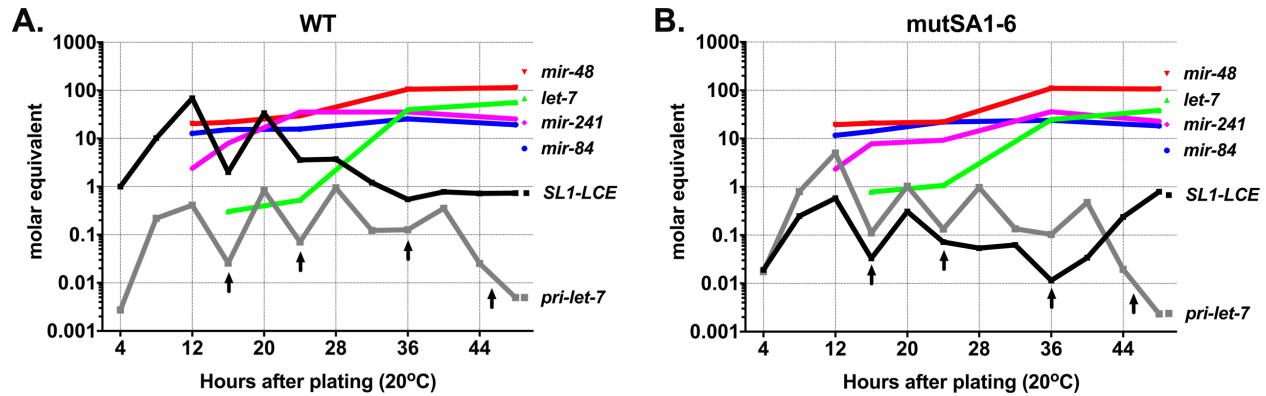 A.
WT
molar equivalent
1000
100
10
1
0.1
0.01
0.001
4
12
20
28
36
44
Hours after plating (20°C)
mir-48
let-7
mir-241
mir-84
SL1-LCE
pri-let-7
B.
mutSA1-6
molar equivalent
1000
100
10
1
0.1
0.01
0.001
4
12
20
28
36
44
Hours after plating (20°C)
mir-48
let-7
mir-241
mir-84
SL1-LCE
pri-let-7